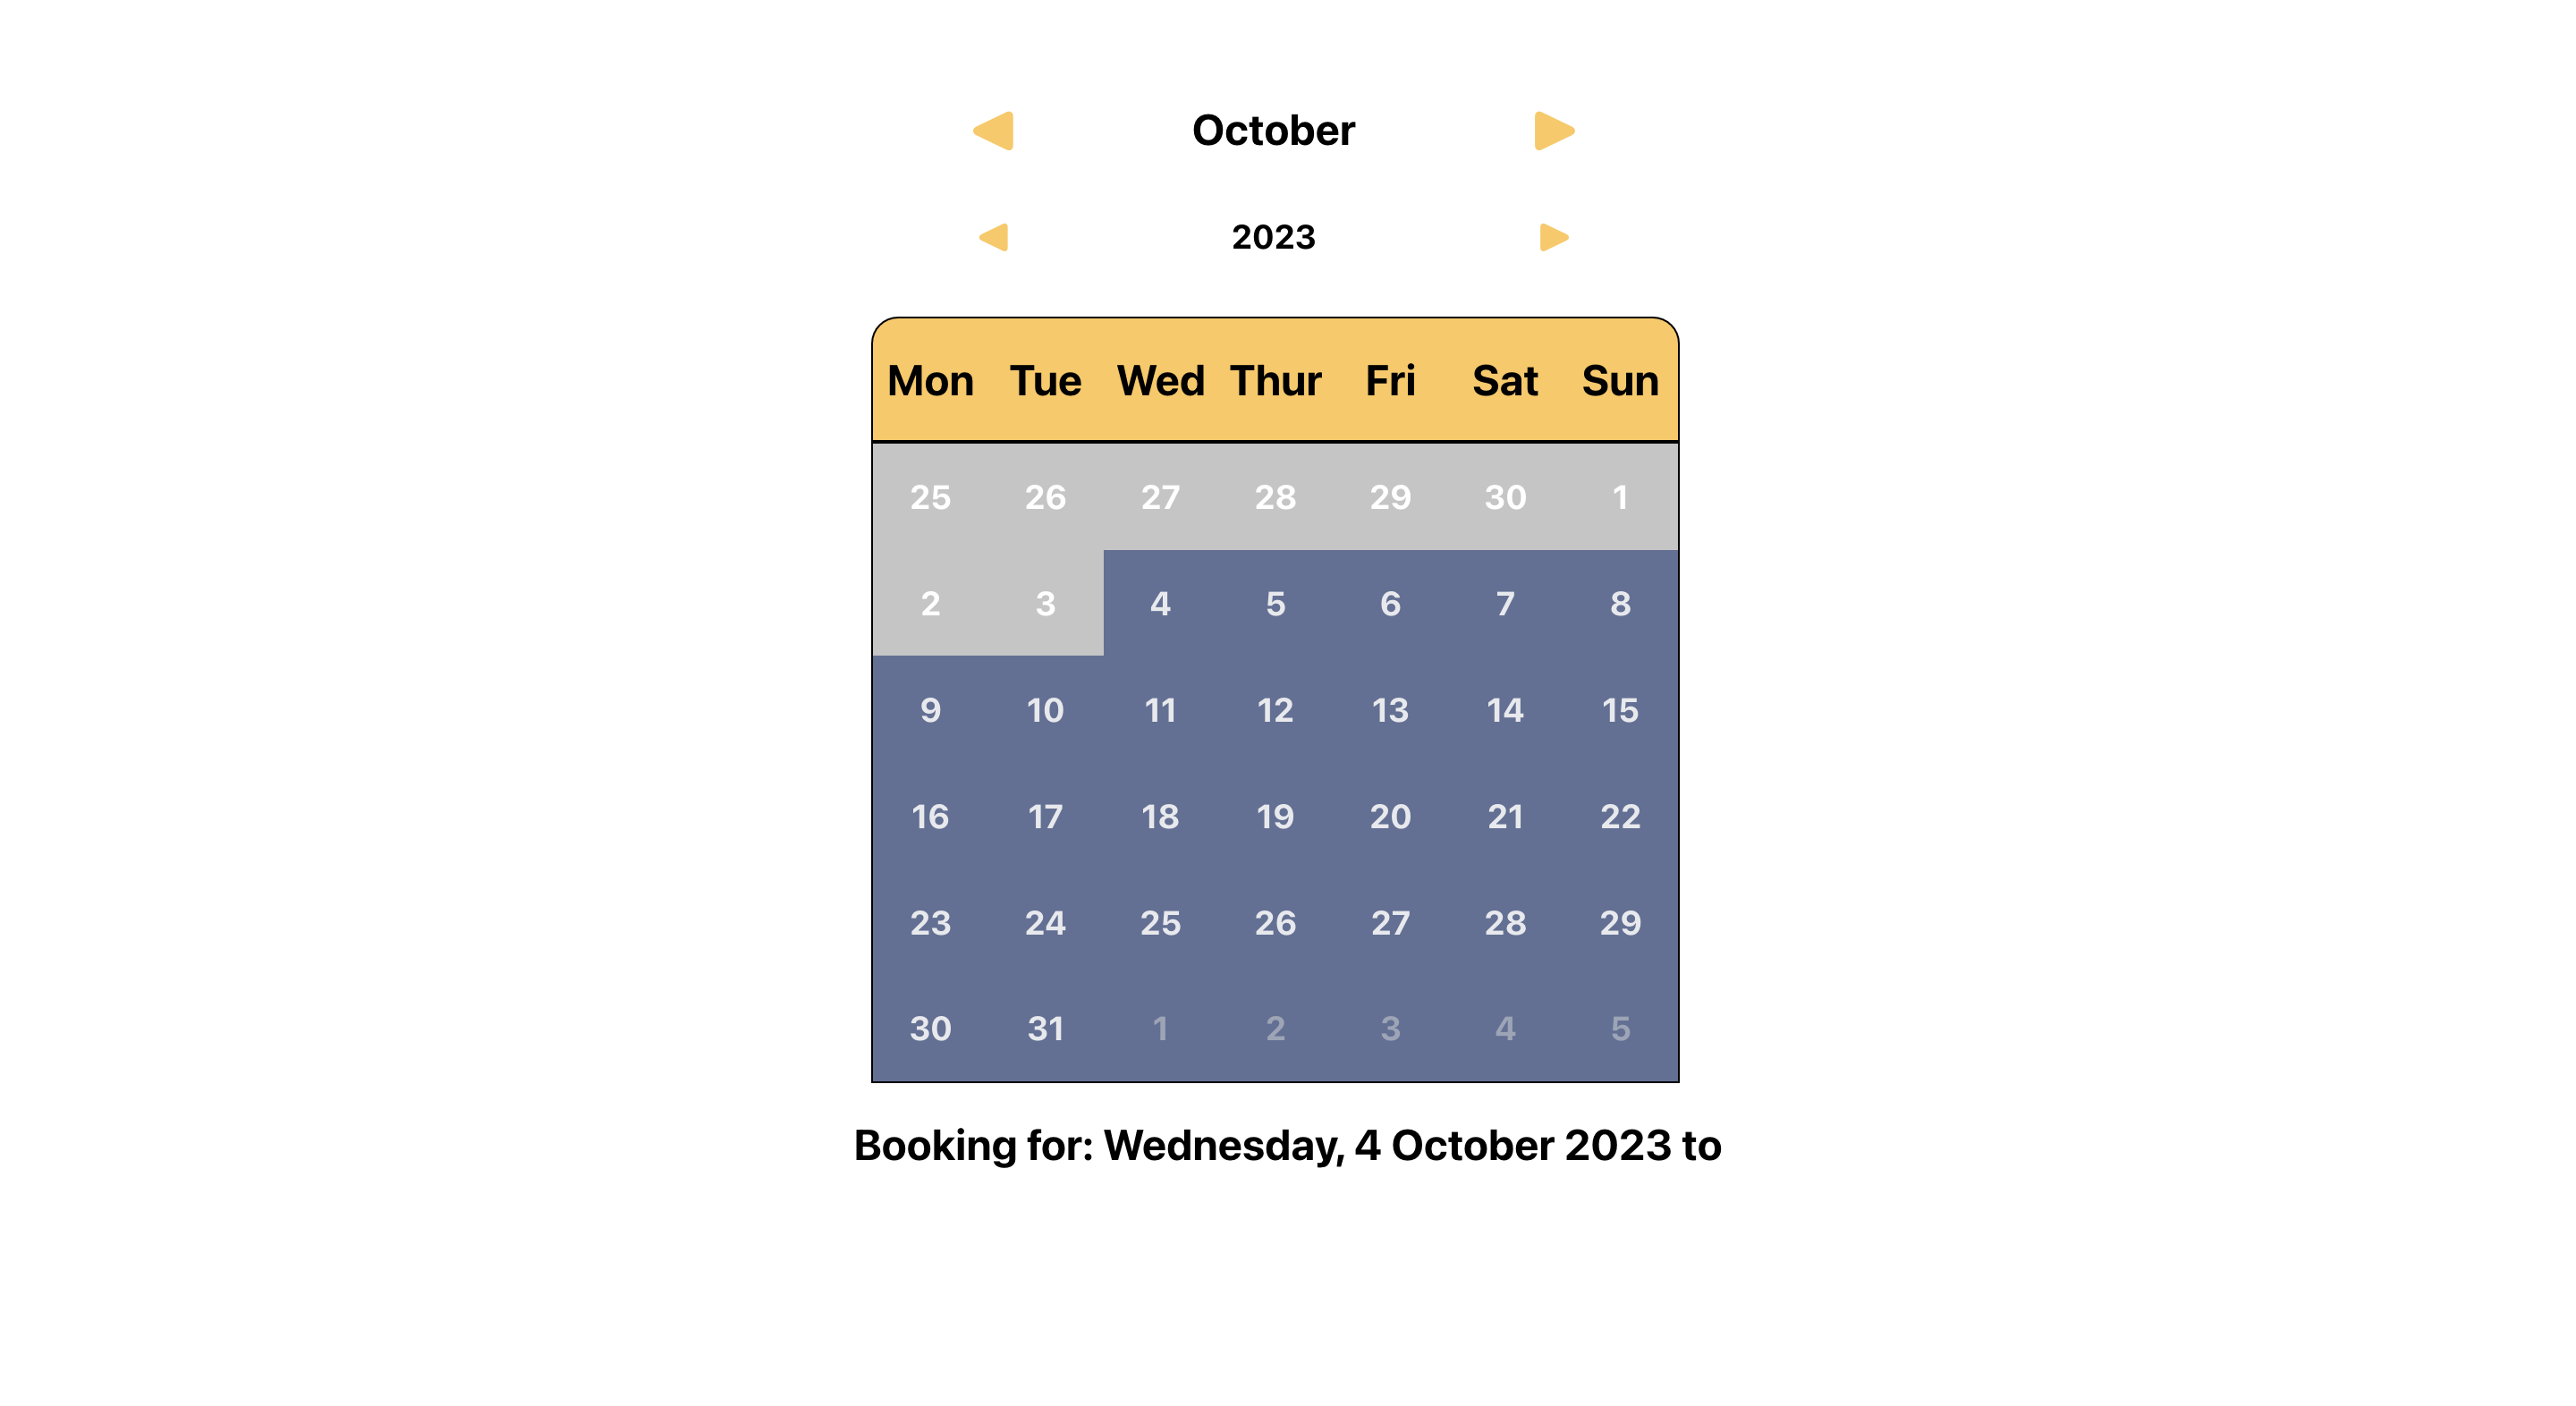 October
2023
Mon Tue Wed Thur Fri Sat Sun
25 26 27 28 29 30 1
2 3 4 5 6 7 8
9 10 11 12 13 14 15
16 17 18 19 20 21 22
23 24 25 26 27 28 29
30 31 1 2 3 4 5
Booking for: Wednesday, 4 October 2023 to